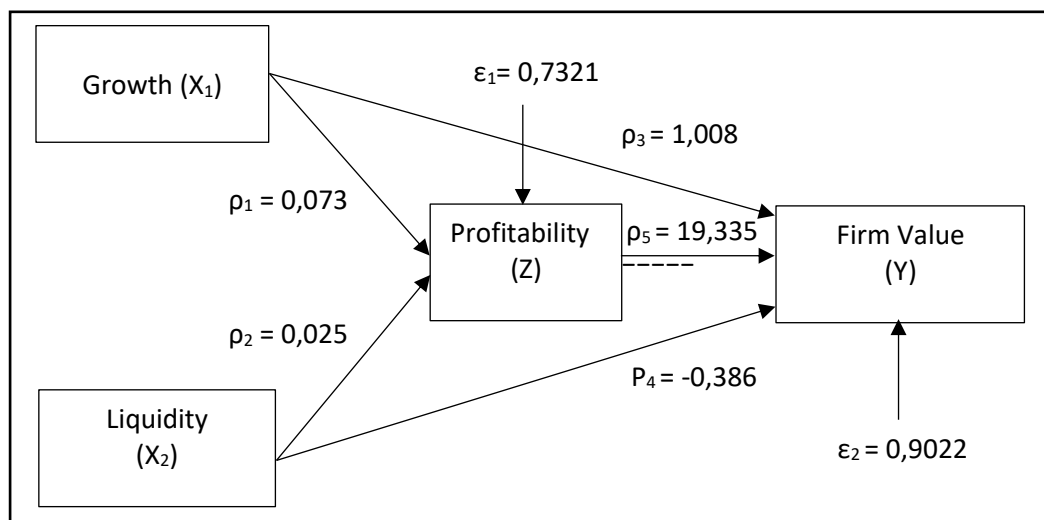 Growth (X₁)
ε₁= 0,7321
ρ₃ = 1,008
ρ₁ = 0,073
Profitability
(Z)
ρ₅ = 19,335
Firm Value
(Y)
ρ₂ = 0,025
P₄ = -0,386
Liquidity
(X₂)
ε₂ = 0,9022